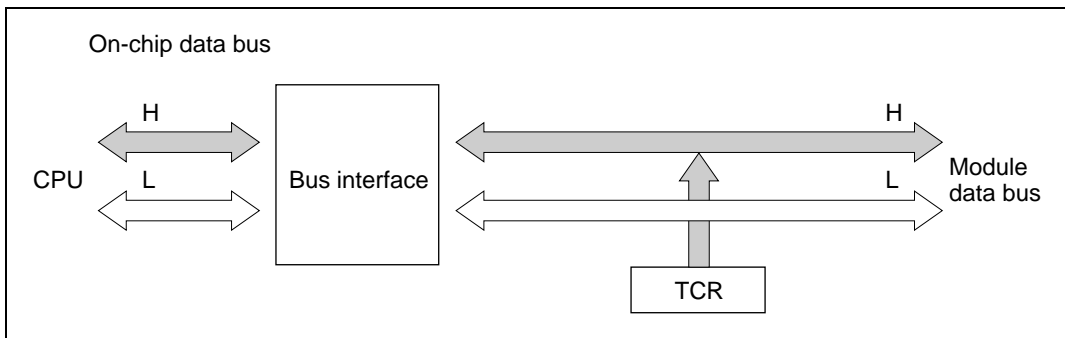 On-chip data bus
H
H
CPU
L
Bus interface
L
Module
data bus
TCR